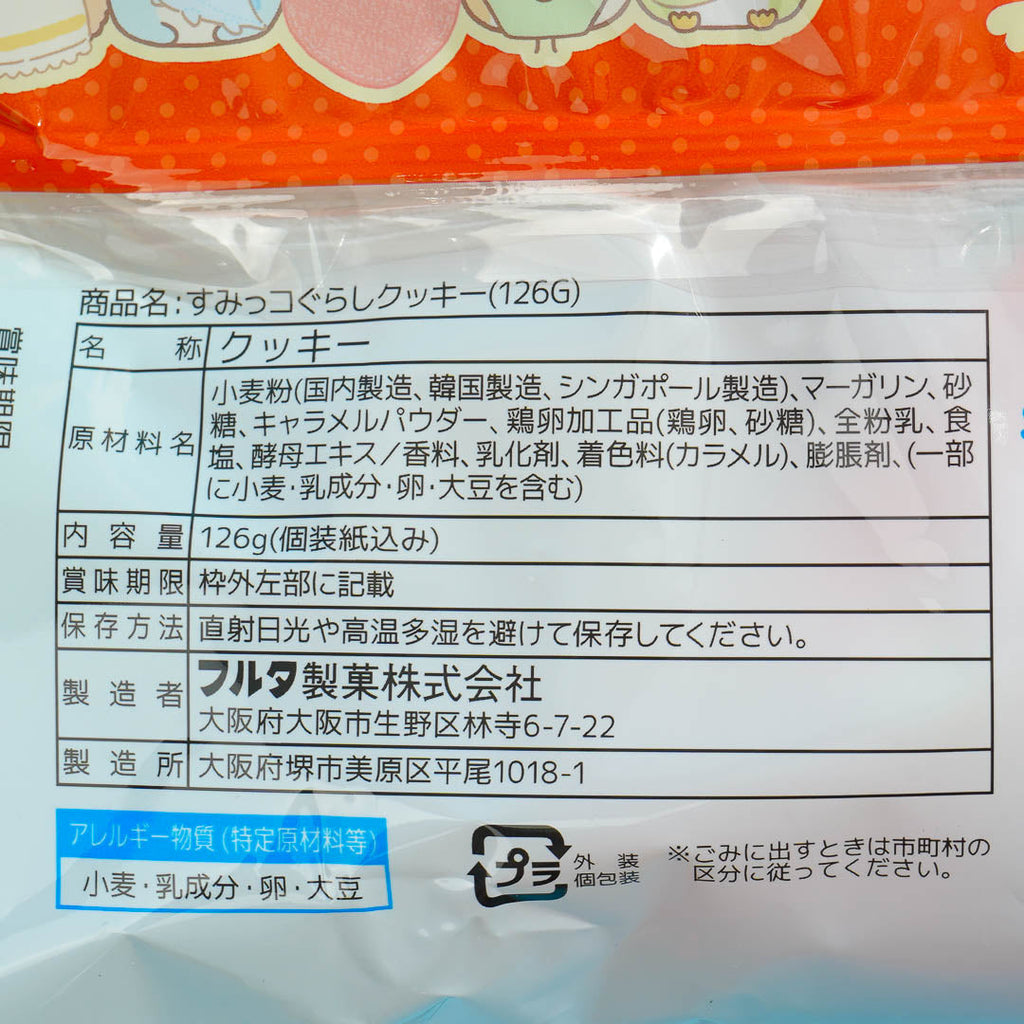 商品名:すみっコぐらしクッキー(126G)
名称 クッキー
原材料名 小麦粉(国内製造、韓国製造、シンガポール製造)、マーガリン、砂
糖、キャラメルパウダー、鶏卵加工品(鶏卵、砂糖)、全粉乳、食
塩、酵母エキス/香料、乳化剤、着色料(カラメル)、膨脹剤、(一部
に小麦・乳成分・卵・大豆を含む)
内容量 126g(個装紙込み)
賞味期限 枠外左部に記載
保存方法 直射日光や高温多湿を避けて保存してください。
製造者 フルタ製菓株式会社
大阪府大阪市生野区林寺6-7-22
製造所 大阪府堺市美原区平尾1018-1
賞味期限
アレルギー物質(特定原材料等)
小麦・乳成分・卵・大豆
プラ
外装
個包装
※ごみに出すときは市町村の
区分に従ってください。